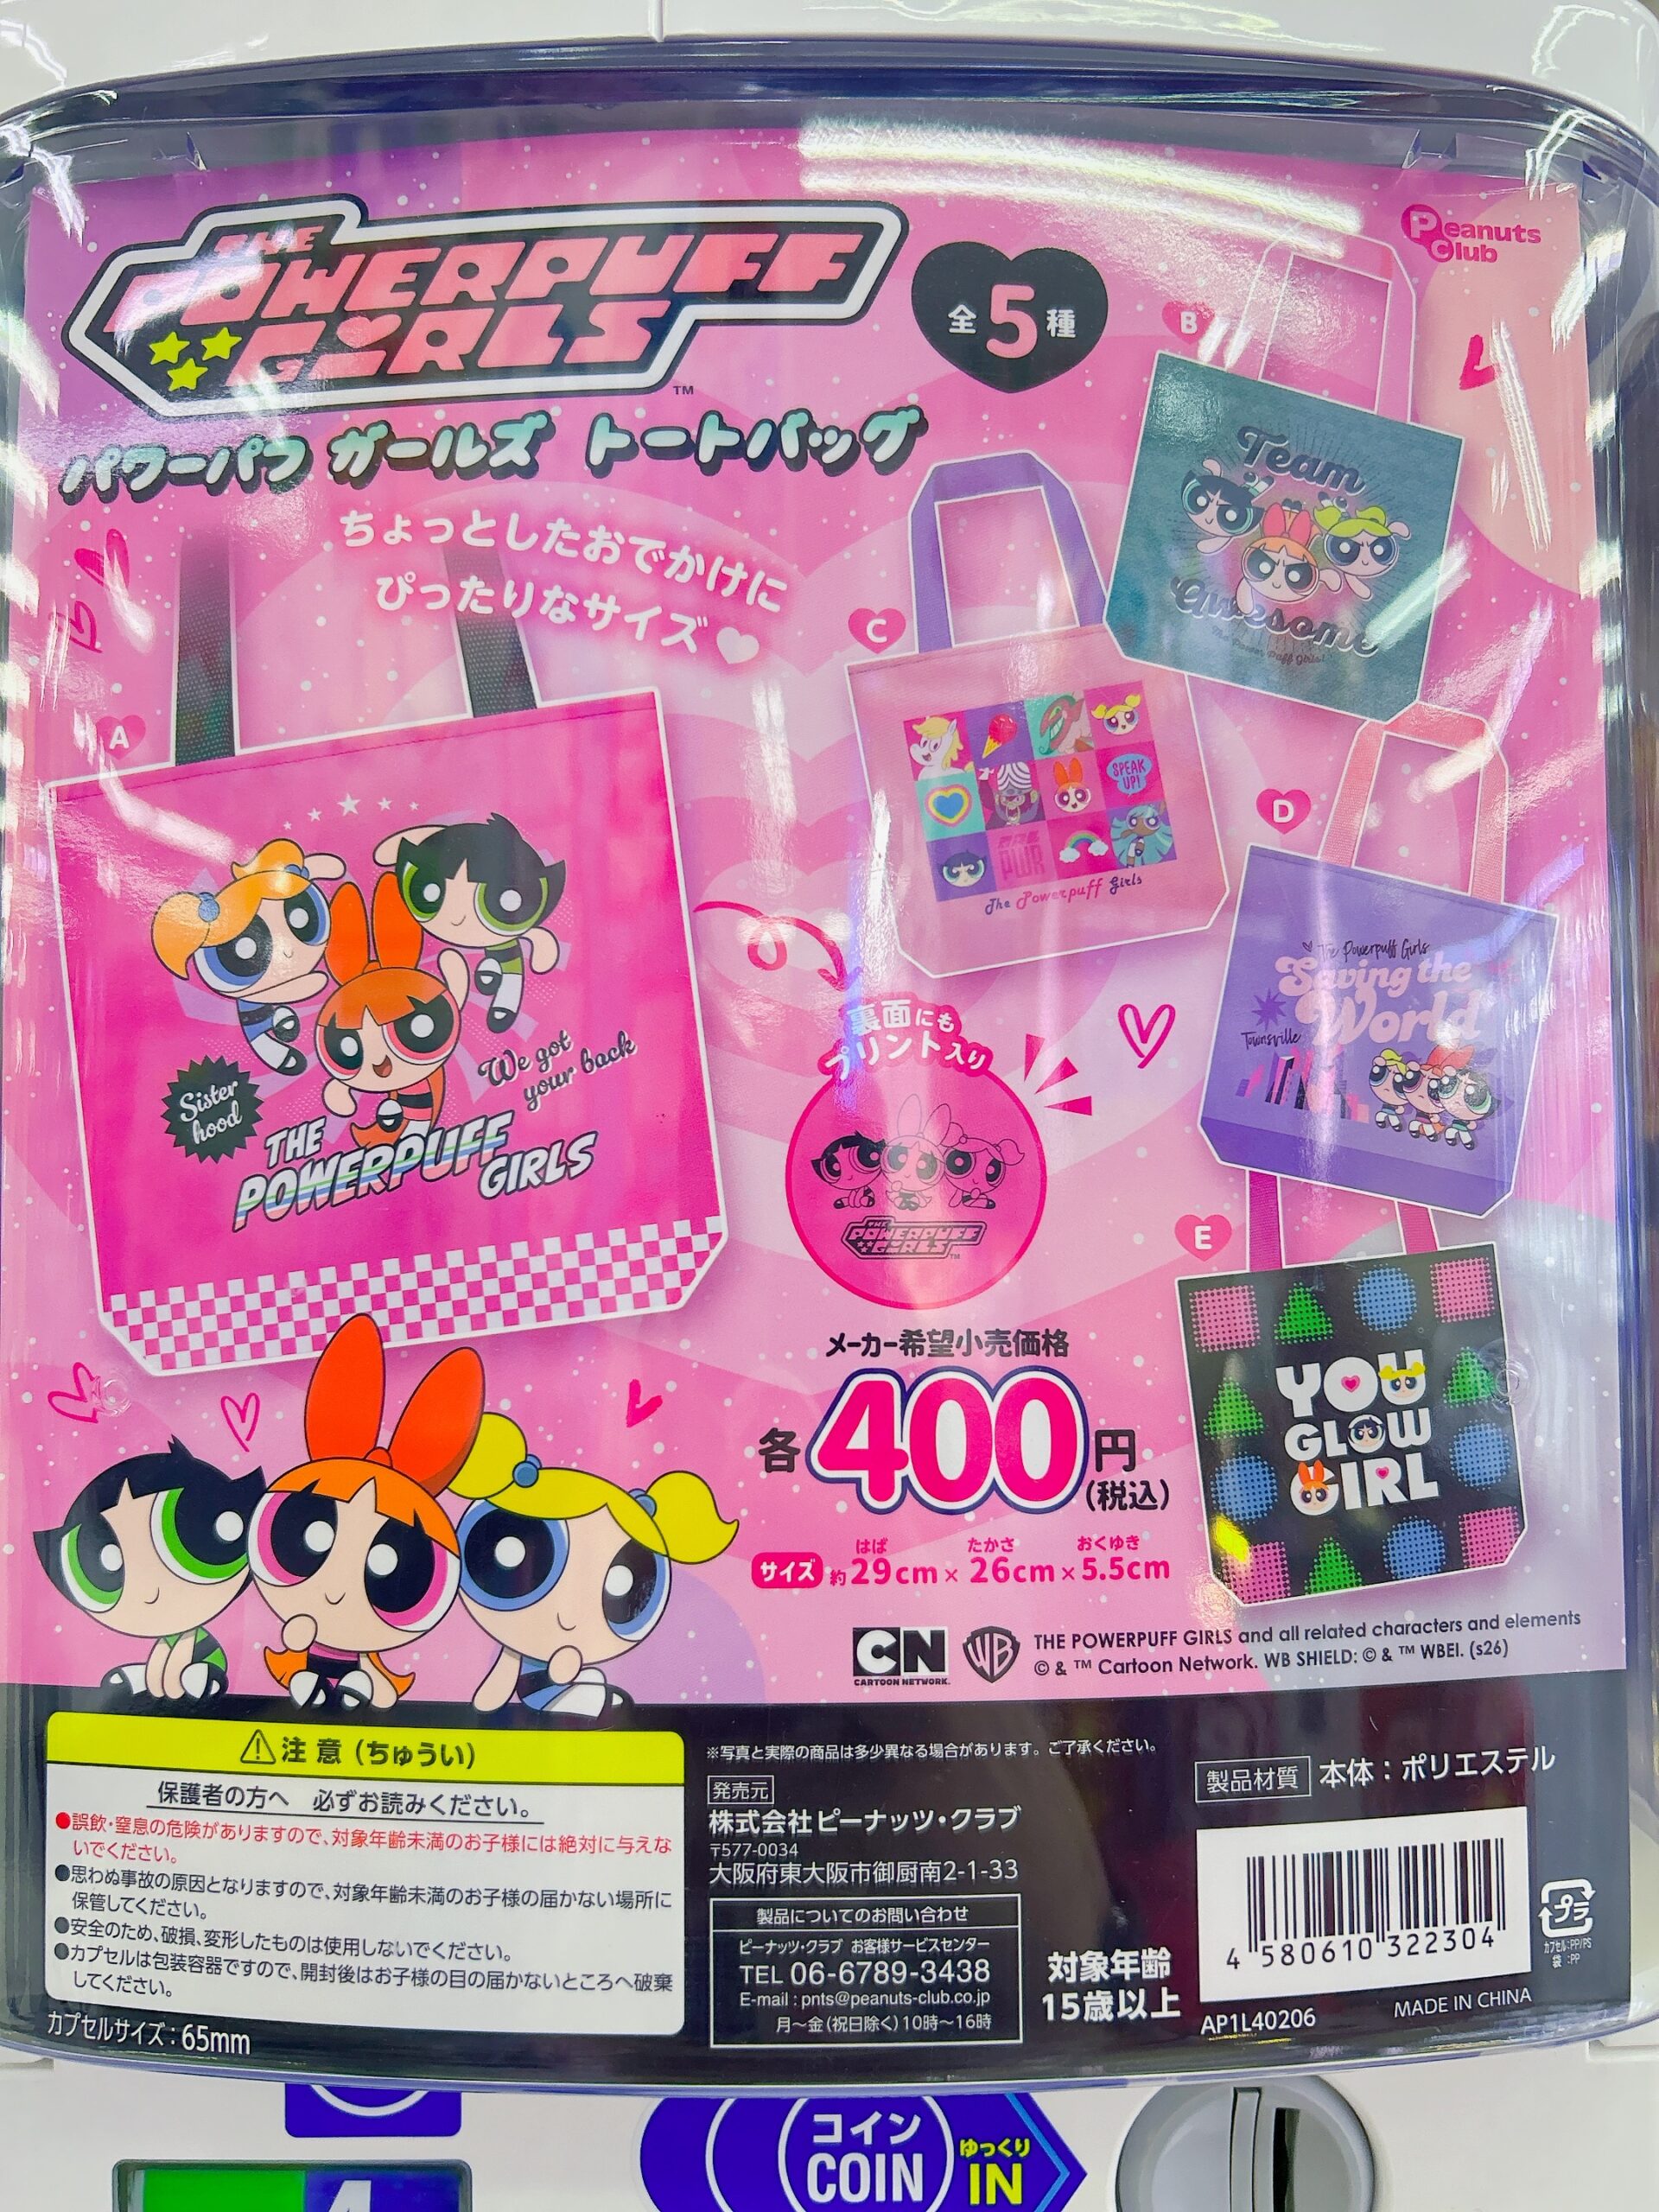 THE
POWERPUFF
GIRLS
TM
全5種
Peanuts
Club
パワーパフ ガールズ トートバッグ
ちょっとしたおでかけに
ぴったりなサイズ
B
Team
Awesome
The Power Puff Girls!
C
SPEAK
UP!
PWR
The Powerpuff Girls
A
Sister
hood
We got
your back
THE
POWERPUFF
GIRLS
D
The Powerpuff Girls
Saving the
World
Townsville
裏面にも
プリント入り
THE
POWERPUFF
GIRLS
TM
E
YOU
GLOW
GIRL
メーカー希望小売価格
各400円
(税込)
はば たかさ おくゆき
サイズ 約29cm×26cm×5.5cm
CN
CARTOON NETWORK.
WB
THE POWERPUFF GIRLS and all related characters and elements
© & ™ Cartoon Network. WB SHIELD: © & ™ WBEI. (s26)
⚠注 意 (ちゅうい)
保護者の方へ 必ずお読みください。
●誤飲・窒息の危険がありますので、対象年齢未満のお子様には絶対に与えな
いでください。
●思わぬ事故の原因となりますので、対象年齢未満のお子様の届かない場所に
保管してください。
●安全のため、破損、変形したものは使用しないでください。
●カプセルは包装容器ですので、開封後はお子様の目の届かないところへ破棄
してください。
カプセルサイズ：65mm
※写真と実際の商品は多少異なる場合があります。ご了承ください。
発売元
株式会社ピーナッツ・クラブ
〒577-0034
大阪府東大阪市御厨南2-1-33
製品についてのお問い合わせ
ピーナッツ・クラブ お客様サービスセンター
TEL 06-6789-3438
E-mail : pnts@peanuts-club.co.jp
月～金(祝日除く)10時～16時
対象年齢
15歳以上
製品材質 本体：ポリエステル
4 580610 322304
プラ
カプセル:PP/PS
袋:PP
AP1L40206
MADE IN CHINA
コイン
COIN
ゆっくり
IN